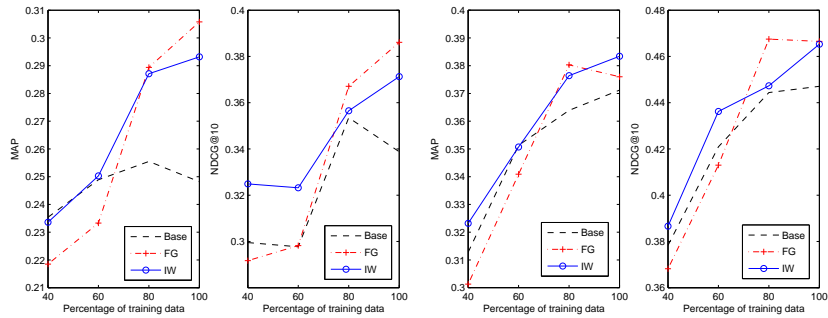 0.31
0.3
0.29
0.28
0.27
0.26
0.25
0.24
0.23
0.22
0.21
MAP
40 60 80 100
Percentage of training data
Base
FG
IW
0.4
0.38
0.36
0.34
0.32
0.3
NDCG@10
40 60 80 100
Percentage of training data
Base
FG
IW
0.4
0.39
0.38
0.37
0.36
0.35
0.34
0.33
0.32
0.31
0.3
MAP
40 60 80 100
Percentage of training data
Base
FG
IW
0.48
0.46
0.44
0.42
0.4
0.38
0.36
NDCG@10
40 60 80 100
Percentage of training data
Base
FG
IW